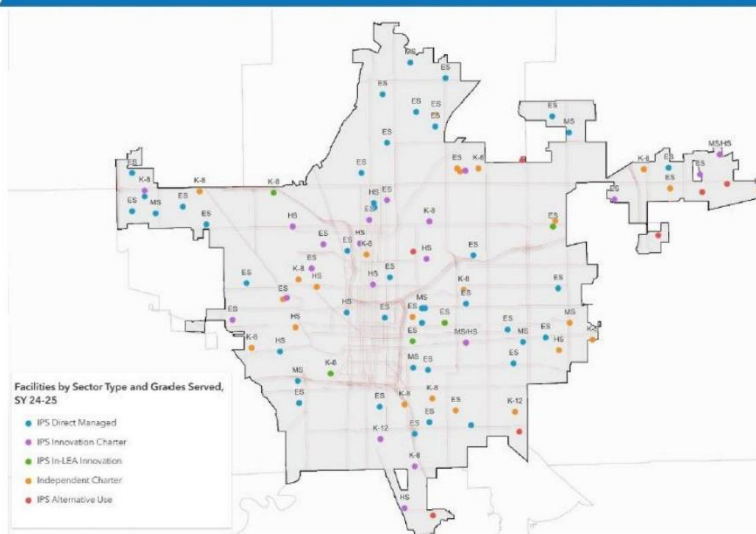 MS
ES
ES
ES
ES
ES
ES
MS
MS/HS
ES
K-8
ES
K-8
K-8
ES
K-8
K-8
K-8
ES
ES
ES
HS
ES
ES
ES
ES
ES
HS
ES
K-8
ES
ES
HS
K-8
HS
ES
ES
ES
K-8
HS
HS
ES
ES
K-8
ES
ES
HS
ES
MS
ES
ES
ES
MS
ES
K-8
HS
MS/HS
MS
ES
HS
K-8
MS
ES
ES
ES
K-8
K-8
ES
K-12
ES
K-12
ES
K-8
HS
Facilities by Sector Type and Grades Served,
SY 24-25
IPS Direct Managed
IPS Innovation Charter
IPS In-LEA Innovation
Independent Charter
IPS Alternative Use